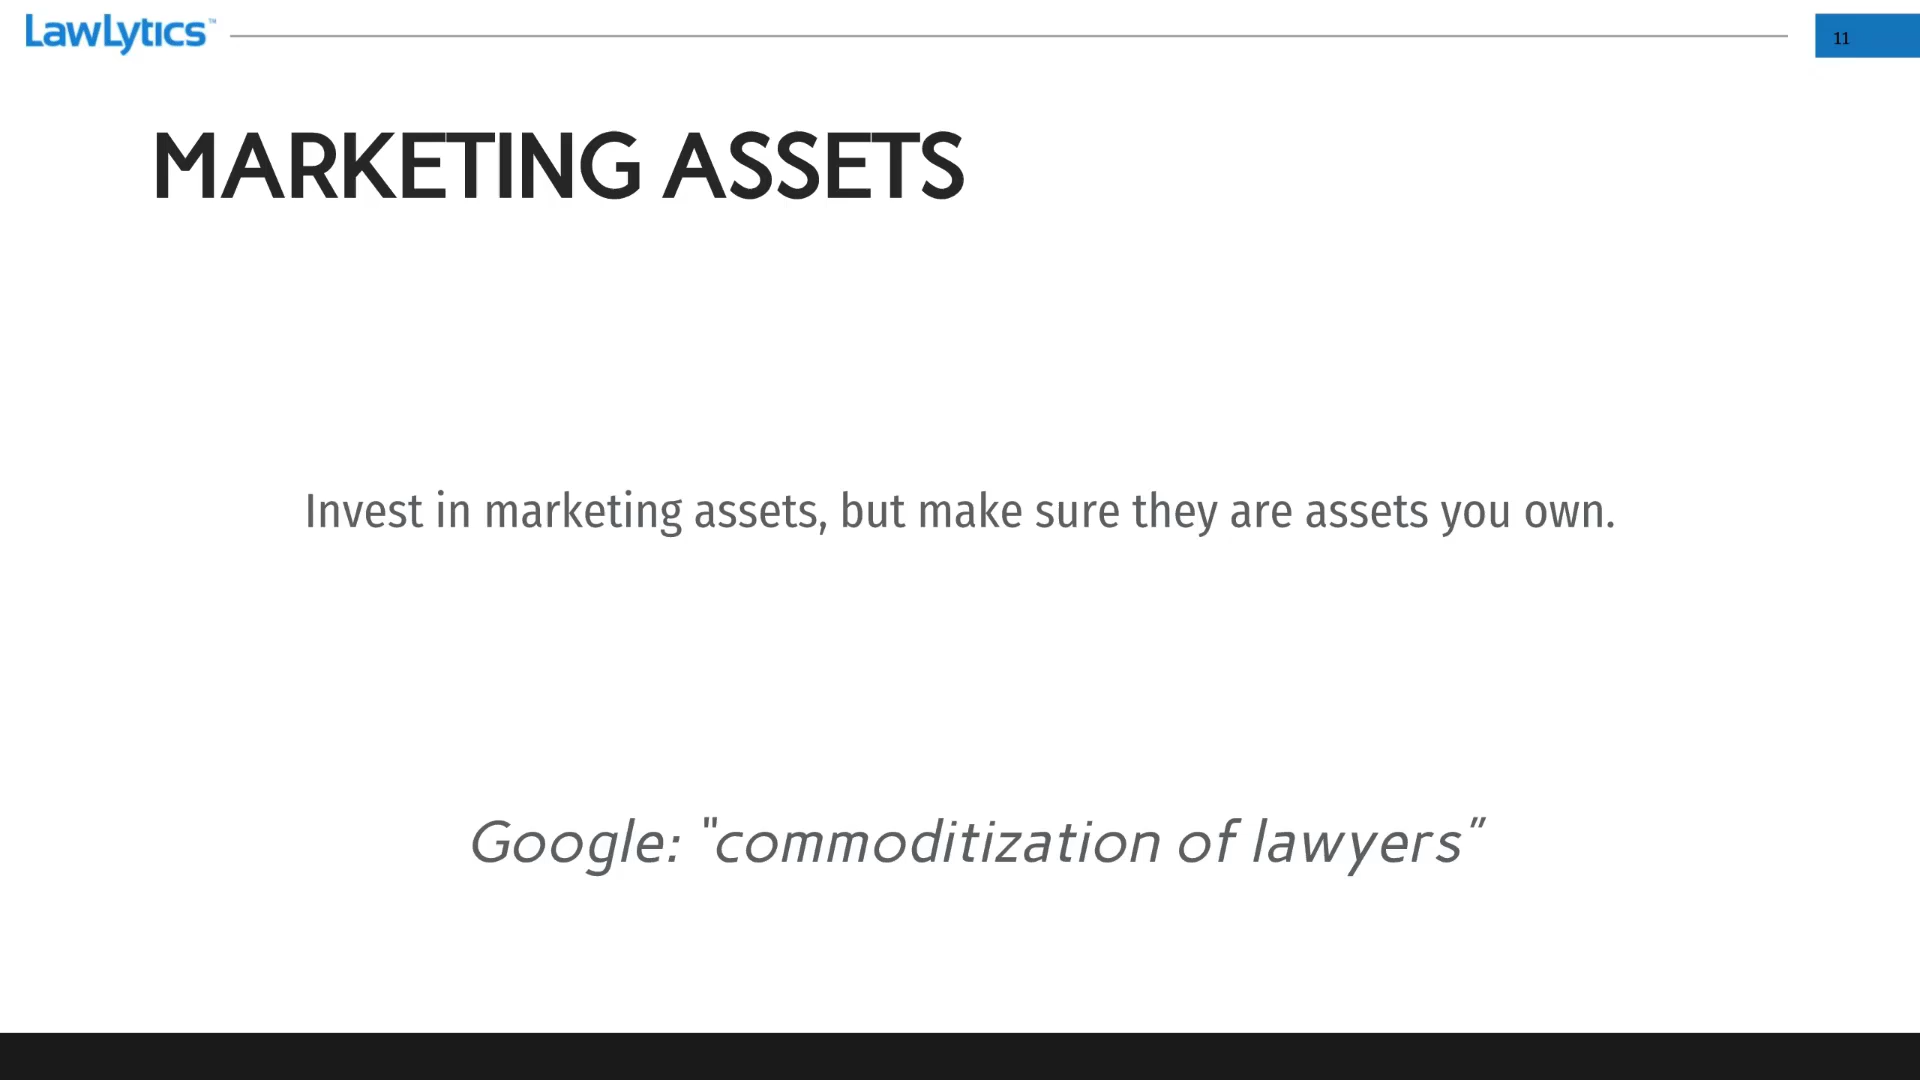 LawLytics™
11
MARKETING ASSETS
Invest in marketing assets, but make sure they are assets you own.
Google: "commoditization of lawyers"